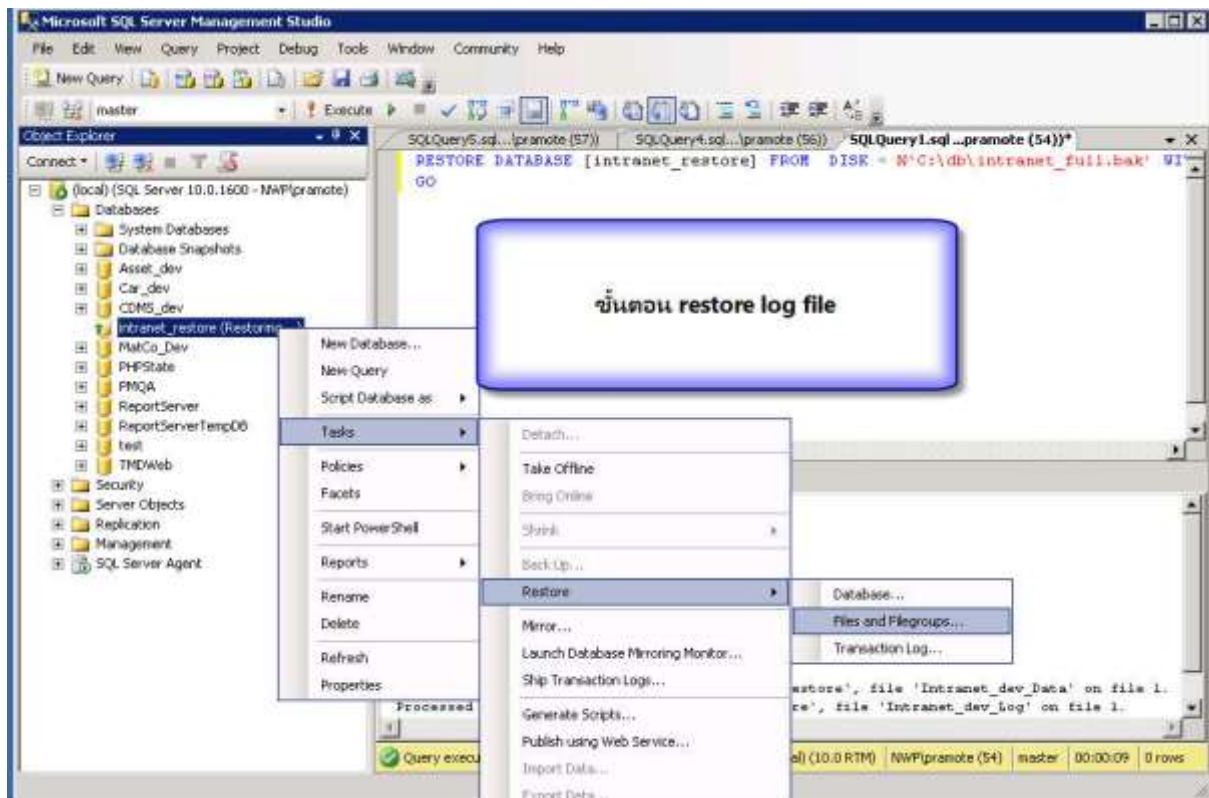 Microsoft SQL Server Management Studio
File Edit View Query Project Debug Tools Window Community Help
New Query
master Execute
Object Explorer
SQLQuery5.sql...\pramote (57)) SQLQuery4.sql...\pramote (56)) SQLQuery1.sql ...pramote (54))*
Connect
RESTORE DATABASE [intranet_restore] FROM DISK = N'C:\db\intranet_full.bak' WIT
GO
(local) (SQL Server 10.0.1600 - NWP\pramote)
Databases
System Databases
Database Snapshots
Asset_dev
Car_dev
CDMS_dev
intranet_restore (Restoring...)
MatCo_Dev
PHPState
PMQA
ReportServer
ReportServerTempDB
test
TMDWeb
Security
Server Objects
Replication
Management
SQL Server Agent
ขั้นตอน restore log file
New Database...
New Query
Script Database as
Tasks
Policies
Facets
Start PowerShell
Reports
Rename
Delete
Refresh
Properties
Detach...
Take Offline
Bring Online
Shrink
Back Up...
Restore
Mirror...
Launch Database Mirroring Monitor...
Ship Transaction Logs...
Generate Scripts...
Publish using Web Service...
Import Data...
Export Data...
Database...
Files and Filegroups...
Transaction Log...
estore', file 'Intranet_dev_Data' on file 1.
Processed re', file 'Intranet_dev_Log' on file 1.
Query execu al) (10.0 RTM) NWP\pramote (54) master 00:00:09 0 rows